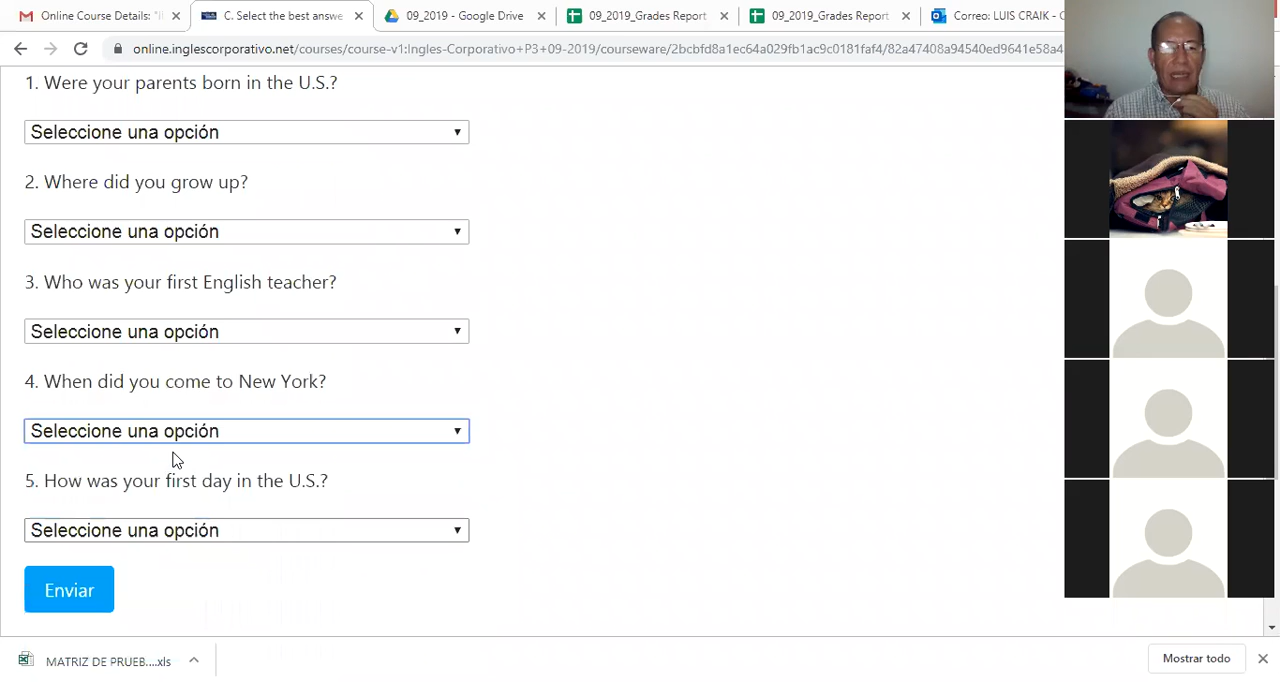 Online Course Details: "I
C. Select the best answe
09_2019 - Google Drive
09_2019_Grades Report
09_2019_Grades Report
Correo: LUIS CRAIK - C
online.inglescorporativo.net/courses/course-v1:Ingles-Corporativo+P3+09-2019/courseware/2bcbfd8a1ec64a029fb1ac9c0181faf4/82a47408a94540ed9641e58a4
1. Were your parents born in the U.S.?
Seleccione una opción
2. Where did you grow up?
Seleccione una opción
3. Who was your first English teacher?
Seleccione una opción
4. When did you come to New York?
Seleccione una opción
5. How was your first day in the U.S.?
Seleccione una opción
Enviar
MATRIZ DE PRUEB....xls
Mostrar todo